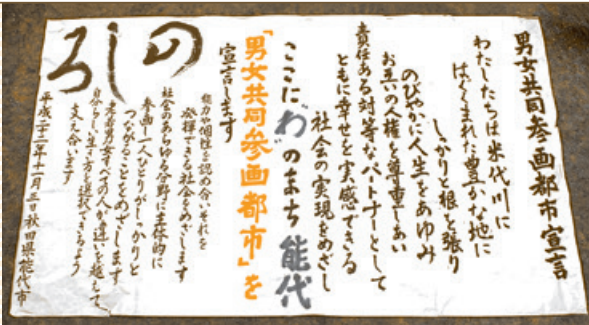 男女共同参画都市宣言
わたしたちは米代川に
はぐくまれた豊かな地に
しっかりと根を張り
のびやかに人生をあゆみ
お互いの人権を尊重しあい
責任ある対等なパートナーとして
ともに幸せを実感できる
社会の実現をめざし
ここに"わ"のまち能代
「男女共同参画都市」を
宣言します
の
能力や個性を認め合いそれを
発揮できる社会をめざします
し
社会のあらゆる分野に主体的に
参画し一人ひとりがしっかりと
つながることをめざします
ろ
老若男女すべての人が違いを越えて
自分らしい生き方を選択できるよう
支え合います
平成二十二年十一月三日 秋田県能代市